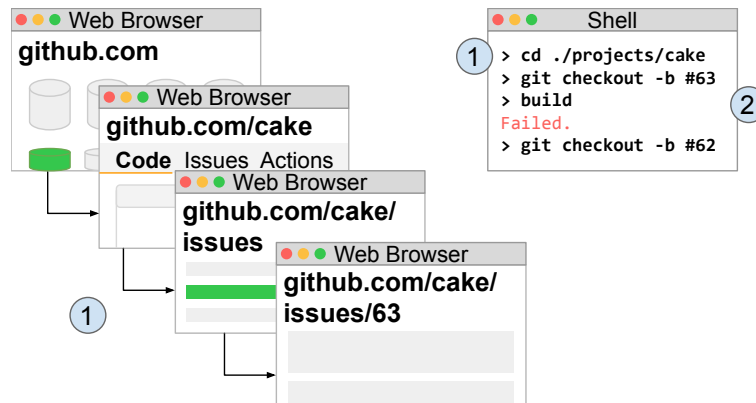 Web Browser
github.com
Web Browser
github.com/cake
Code Issues Actions
Web Browser
github.com/cake/
issues
Web Browser
github.com/cake/
issues/63
1
Shell
1
> cd ./projects/cake
> git checkout -b #63
> build
2
Failed.
> git checkout -b #62